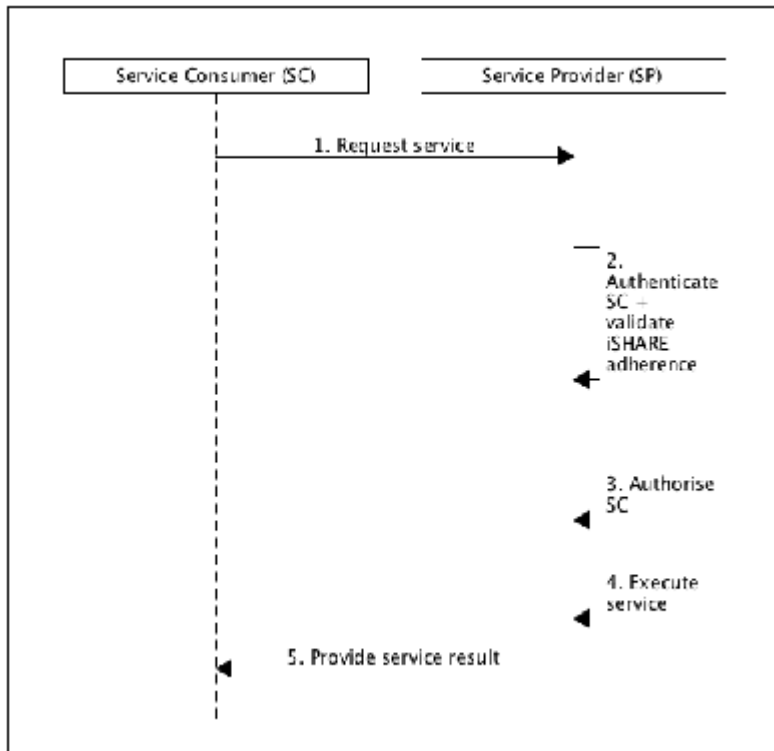 Service Consumer (SC)
Service Provider (SP)
1. Request service
2.
Authenticate
SC +
validate
iSHARE
adherence
3. Authorise
SC
4. Execute
service
5. Provide service result